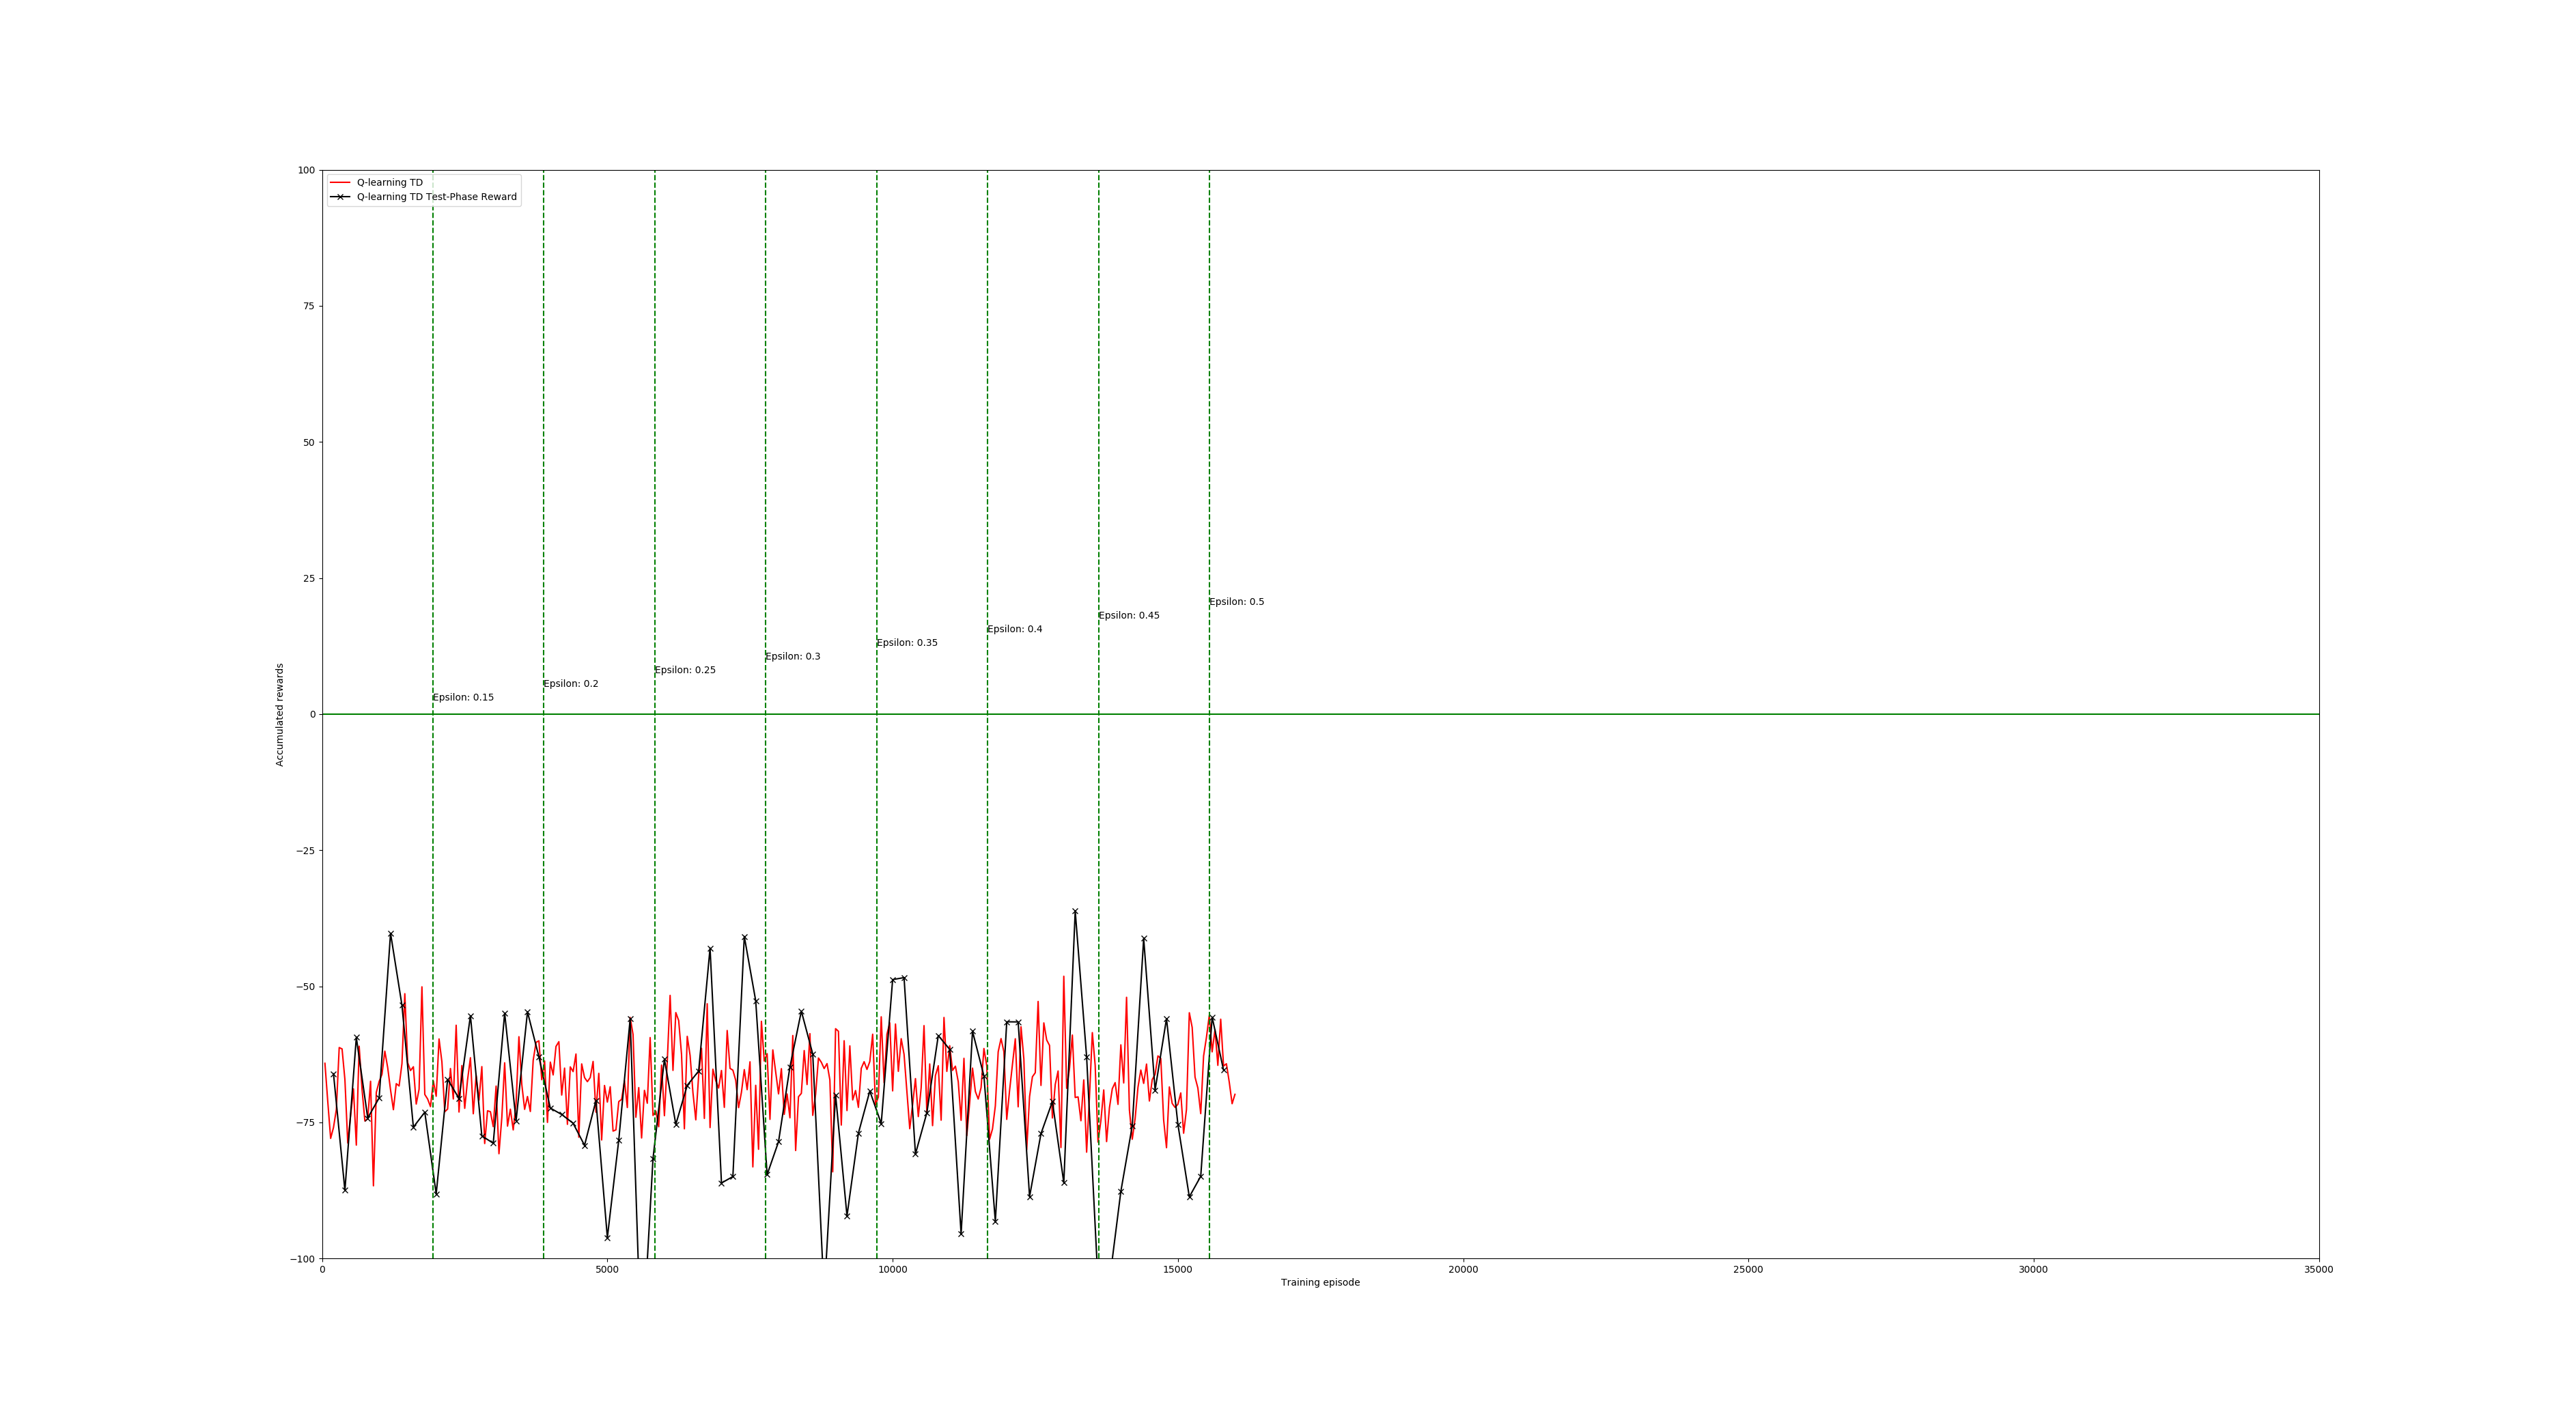 100
Q-learning TD
Q-learning TD Test-Phase Reward
75
50
25
Epsilon: 0.5
Epsilon: 0.45
Epsilon: 0.4
Epsilon: 0.35
Epsilon: 0.3
Epsilon: 0.25
Epsilon: 0.2
Epsilon: 0.15
0
Accumulated rewards
−25
−50
−75
−100
0 5000 10000 15000 20000 25000 30000 35000
Training episode